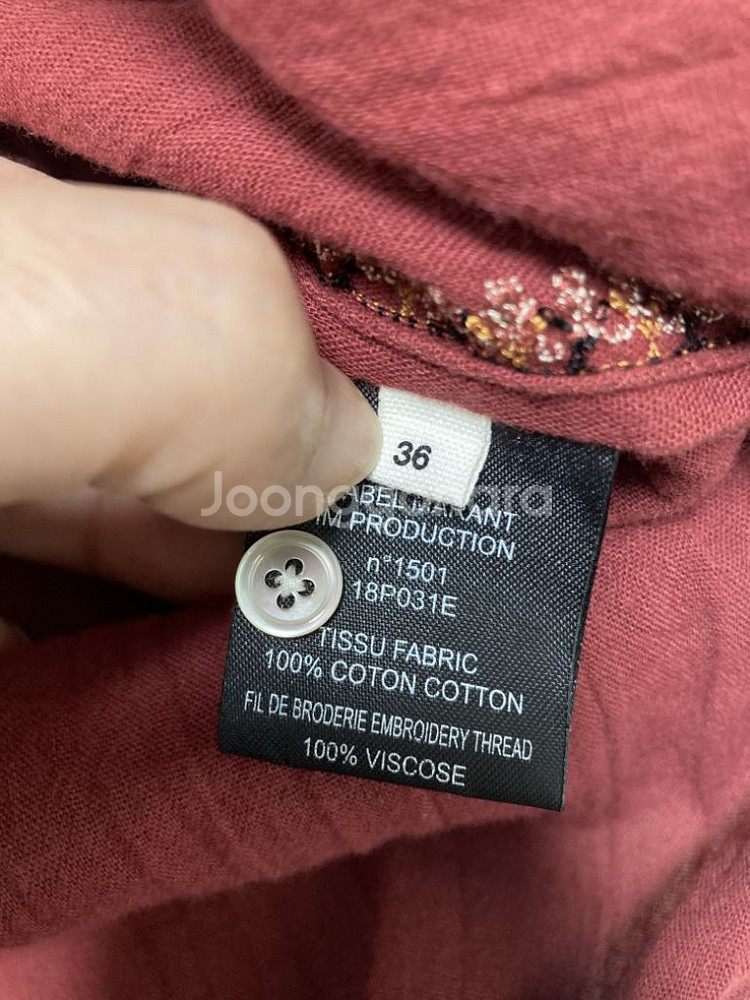 36
IM PRODUCTION
n°1501
18P031E
TISSU FABRIC
100% COTON COTTON
FIL DE BRODERIE EMBROIDERY THREAD
100% VISCOSE